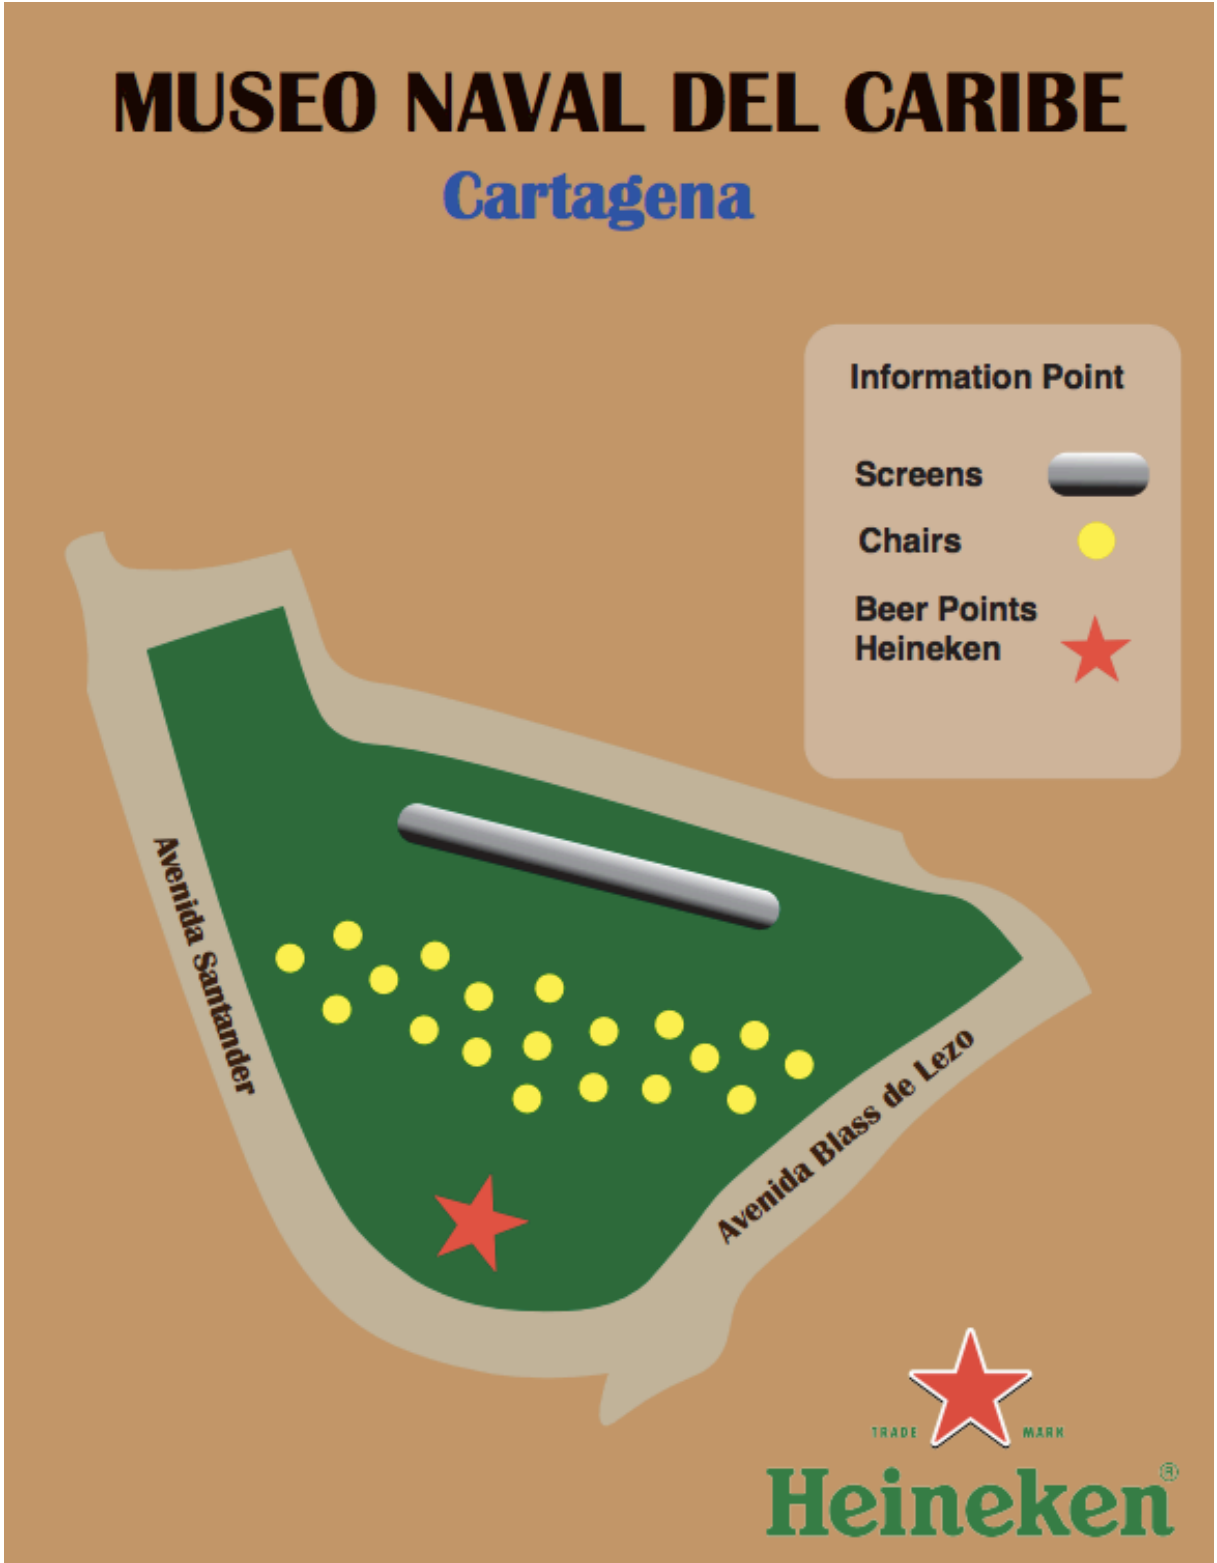 MUSEO NAVAL DEL CARIBE
Cartagena
Information Point
Screens
Chairs
Beer Points
Heineken
Avenida Santander
Avenida Blass de Lezo
TRADE MARK
Heineken®